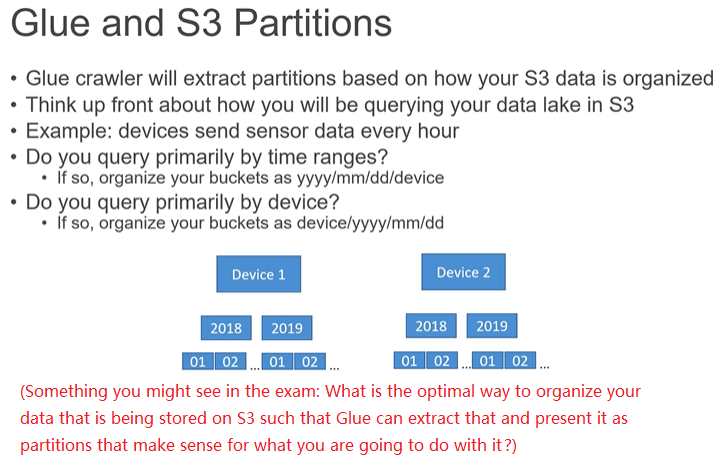 Glue and S3 Partitions
• Glue crawler will extract partitions based on how your S3 data is organized
• Think up front about how you will be querying your data lake in S3
• Example: devices send sensor data every hour
• Do you query primarily by time ranges?
• If so, organize your buckets as yyyy/mm/dd/device
• Do you query primarily by device?
• If so, organize your buckets as device/yyyy/mm/dd
Device 1 Device 2
2018 2019 2018 2019
01 02 ... 01 02 ... 01 02 ... 01 02 ...
(Something you might see in the exam: What is the optimal way to organize your
data that is being stored on S3 such that Glue can extract that and present it as
partitions that make sense for what you are going to do with it?)